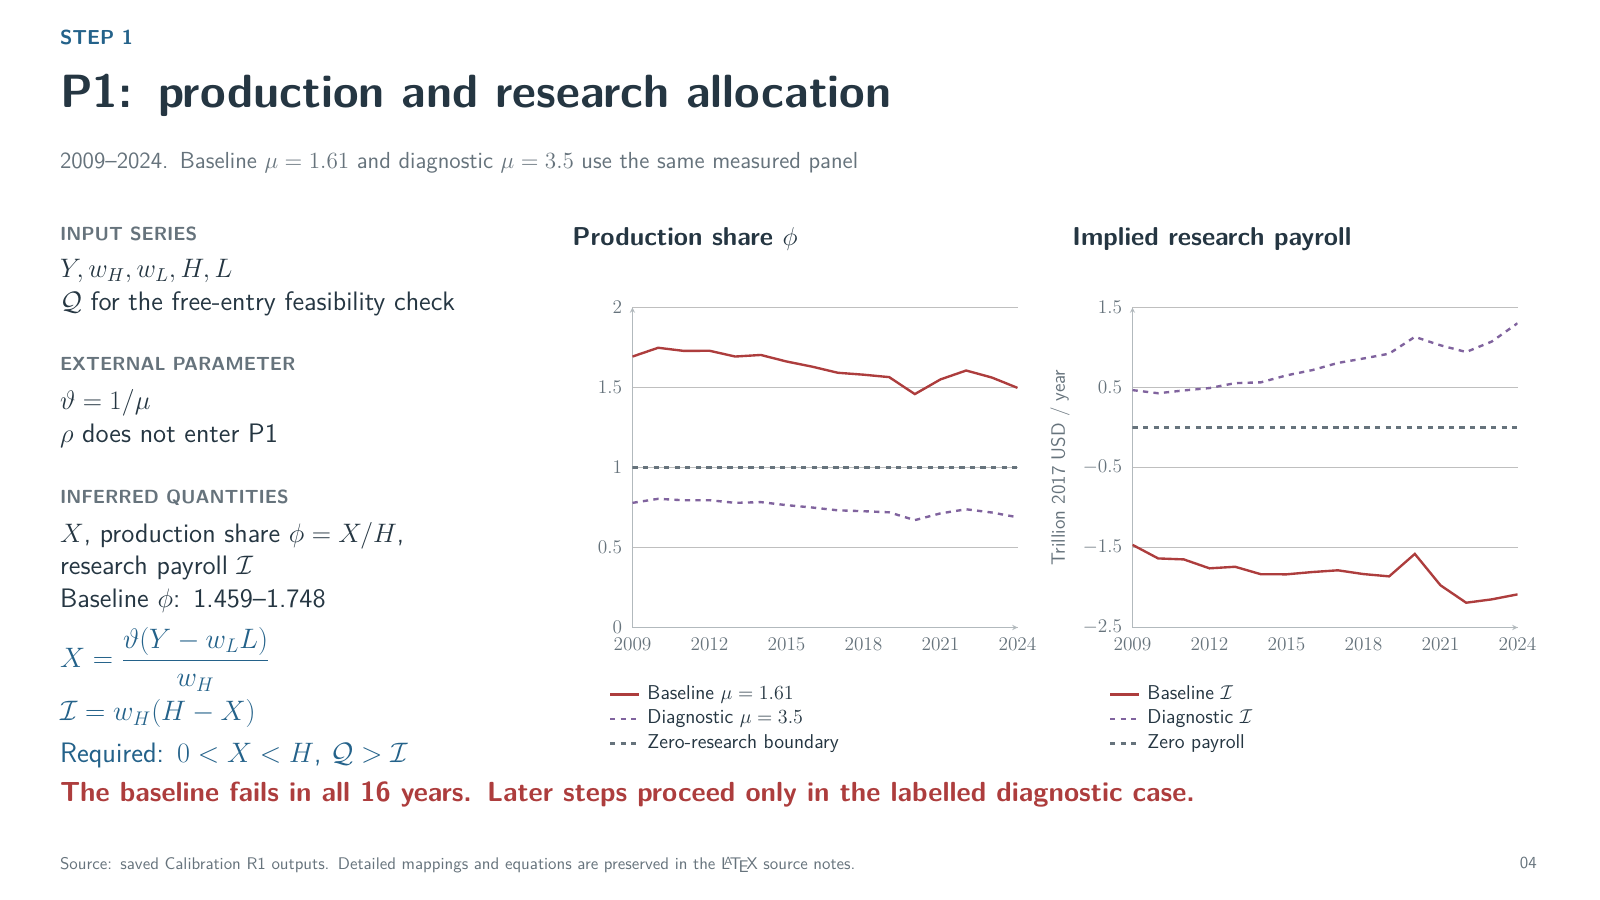 STEP 1
P1: production and research allocation
2009–2024. Baseline μ = 1.61 and diagnostic μ = 3.5 use the same measured panel
INPUT SERIES
Y, w_H, w_L, H, L
𝒬 for the free-entry feasibility check
EXTERNAL PARAMETER
ϑ = 1/μ
ρ does not enter P1
INFERRED QUANTITIES
X, production share ϕ = X/H,
research payroll ℐ
Baseline ϕ: 1.459–1.748
X = ϑ(Y − w_L L) / w_H
ℐ = w_H(H − X)
Required: 0 < X < H, 𝒬 > ℐ
Production share ϕ
2
1.5
1
0.5
0
2009 2012 2015 2018 2021 2024
Baseline μ = 1.61
Diagnostic μ = 3.5
Zero-research boundary
Implied research payroll
Trillion 2017 USD / year
1.5
0.5
−0.5
−1.5
−2.5
2009 2012 2015 2018 2021 2024
Baseline ℐ
Diagnostic ℐ
Zero payroll
The baseline fails in all 16 years. Later steps proceed only in the labelled diagnostic case.
Source: saved Calibration R1 outputs. Detailed mappings and equations are preserved in the LATEX source notes.
04